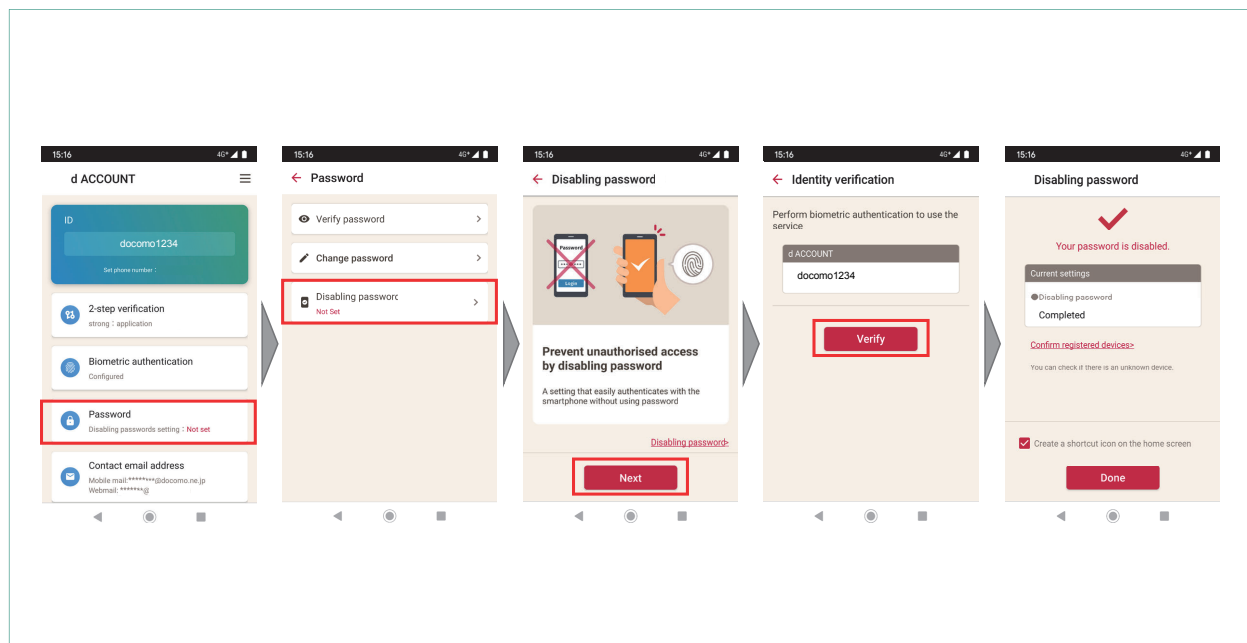 15:16 4G*
d ACCOUNT
ID
docomo1234
Set phone number :
2-step verification
strong : application
Biometric authentication
Configured
Password
Disabling passwords setting : Not set
Contact email address
Mobile mail:********@docomo.ne.jp
Webmail: *******@
15:16 4G*
Password
Verify password
Change password
Disabling password
Not Set
15:16 4G*
Disabling password
Password
Login
Prevent unauthorised access
by disabling password
A setting that easily authenticates with the
smartphone without using password
Disabling password>
Next
15:16 4G*
Identity verification
Perform biometric authentication to use the
service
d ACCOUNT
docomo1234
Verify
15:16 4G*
Disabling password
Your password is disabled.
Current settings
●Disabling password
Completed
Confirm registered devices>
You can check if there is an unknown device.
Create a shortcut icon on the home screen
Done